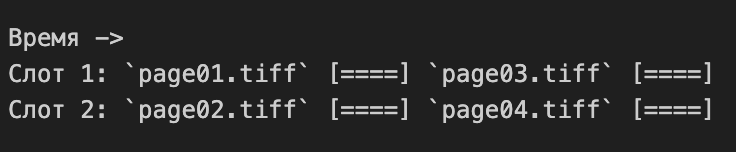 Время ->
Слот 1: `page01.tiff` [====] `page03.tiff` [====]
Слот 2: `page02.tiff` [====] `page04.tiff` [====]